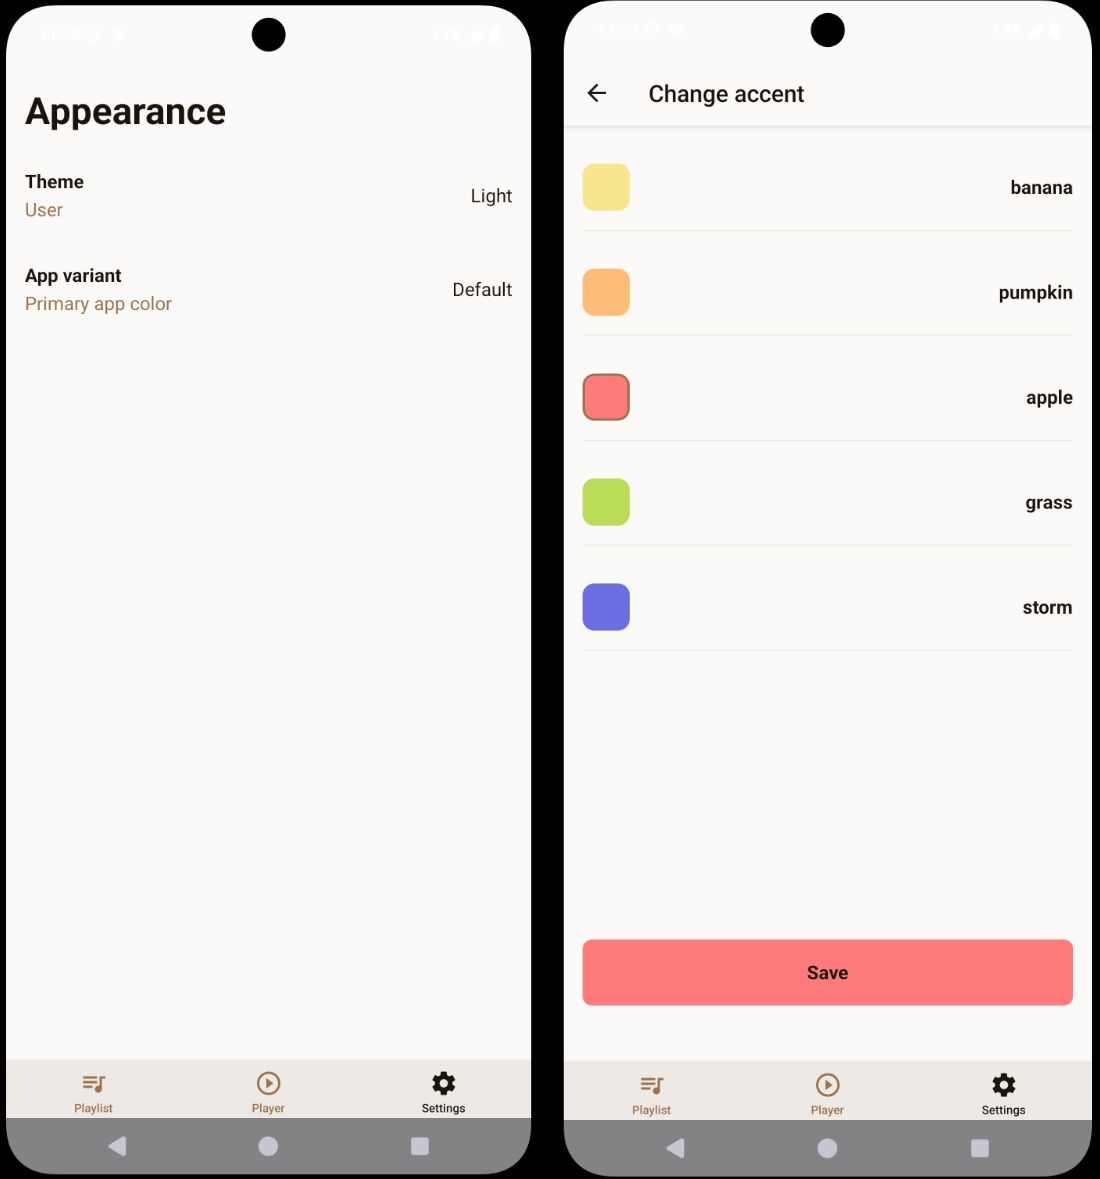 11:28
LTE
Appearance
Theme
User
Light
App variant
Primary app color
Default
Playlist
Player
Settings
11:29
LTE
Change accent
banana
pumpkin
apple
grass
storm
Save
Playlist
Player
Settings